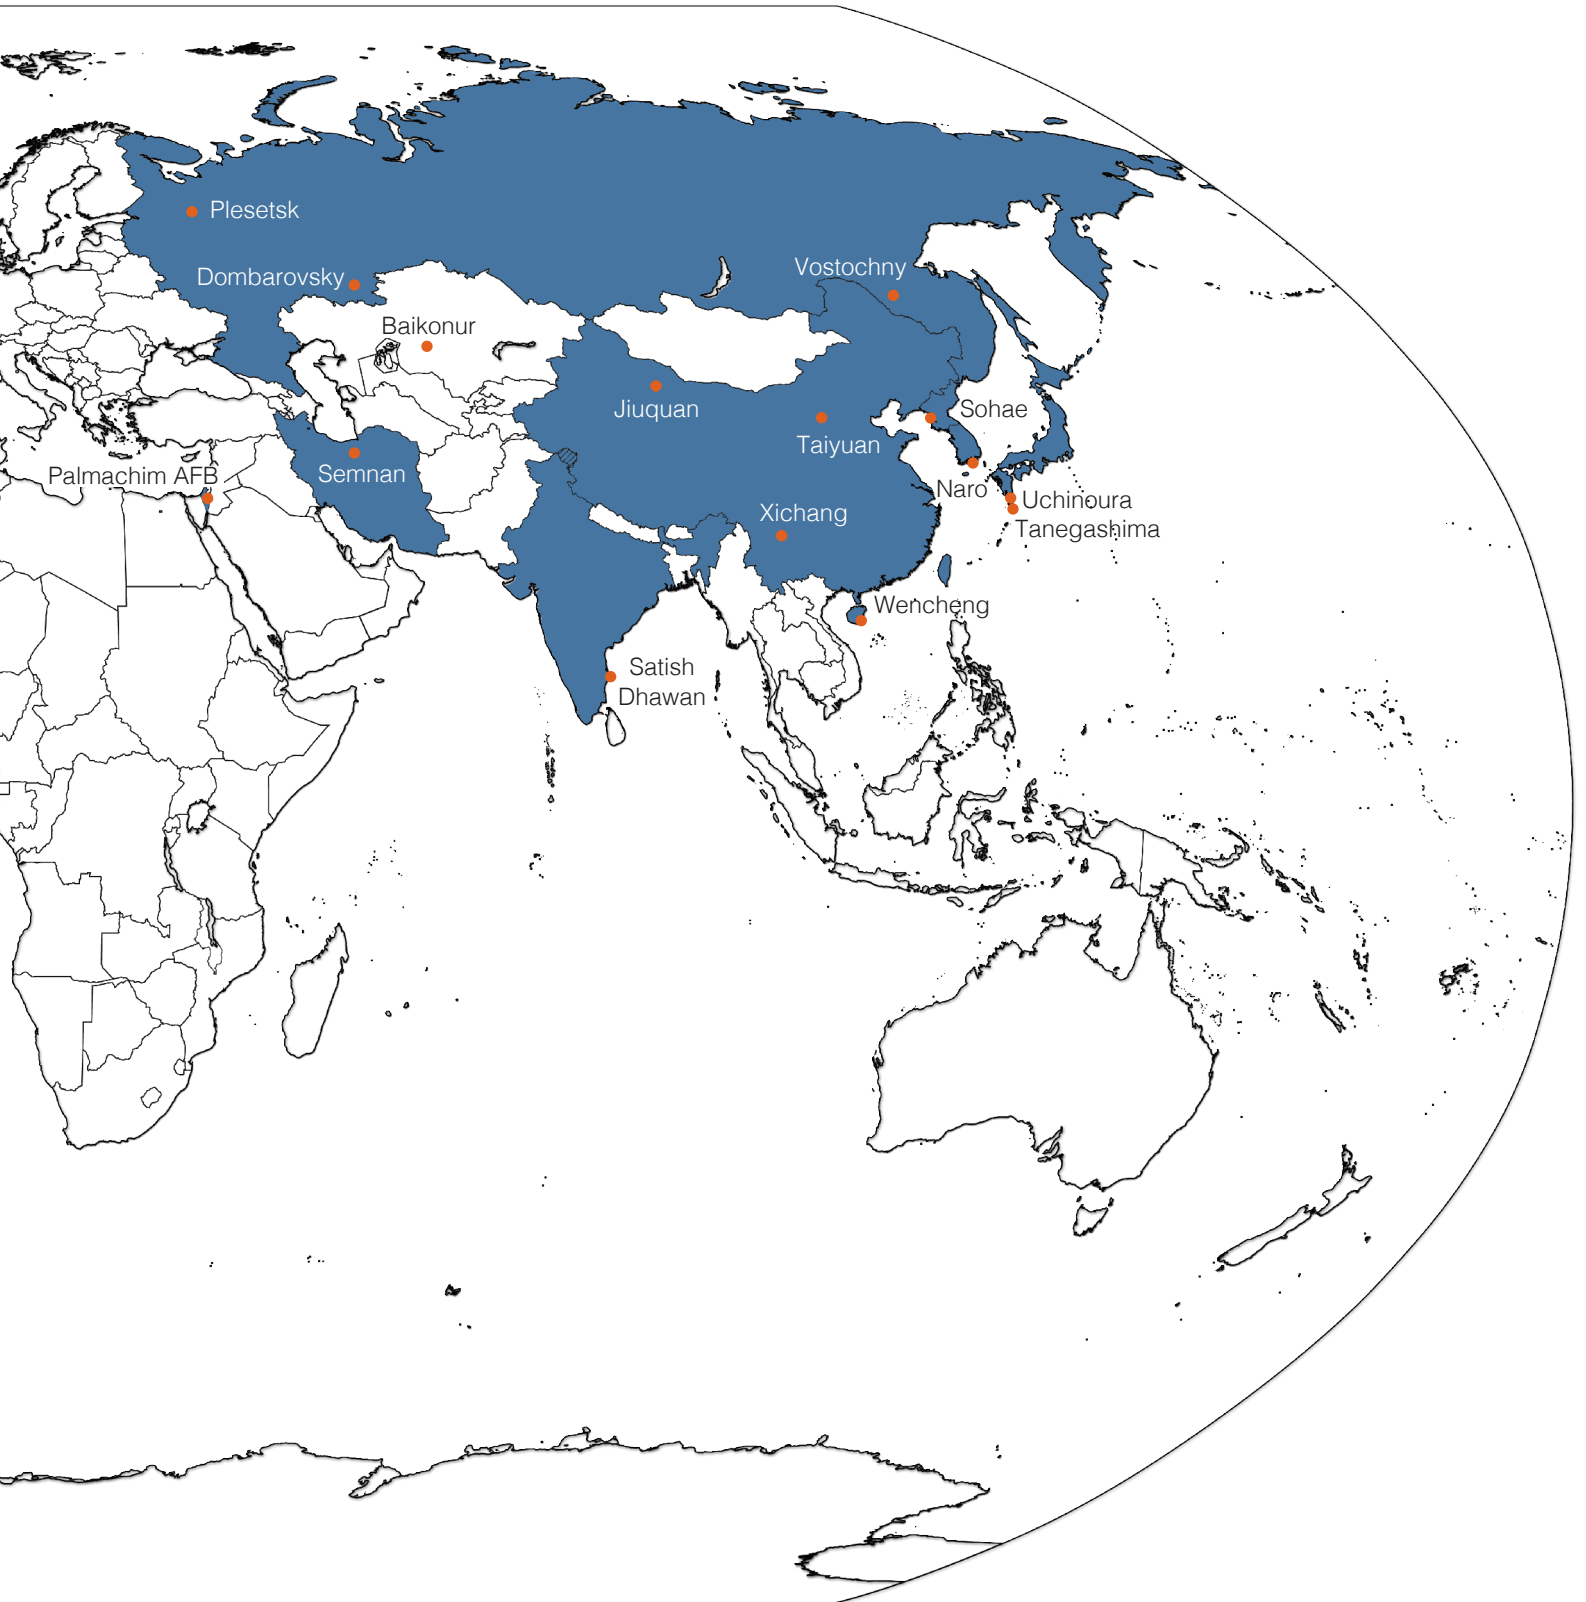 Plesetsk
Vostochny
Dombarovsky
Baikonur
Jiuquan
Sohae
Taiyuan
Semnan
Palmachim AFB
Naro
Uchinoura
Xichang
Tanegashima
Wencheng
Satish
Dhawan